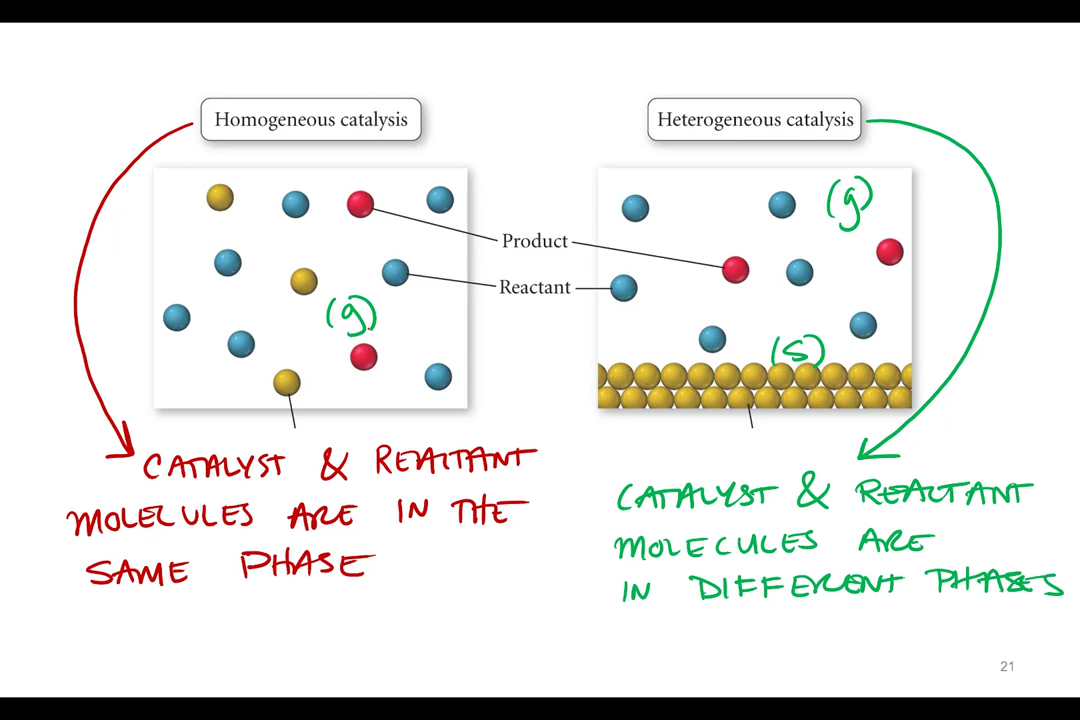 Homogeneous catalysis
Heterogeneous catalysis
(g)
Product
Reactant
(g)
(s)
CATALYST & REACTANT
MOLECULES ARE IN THE
SAME PHASE
CATALYST & REACTANT
MOLECULES ARE
IN DIFFERENT PHASES
21